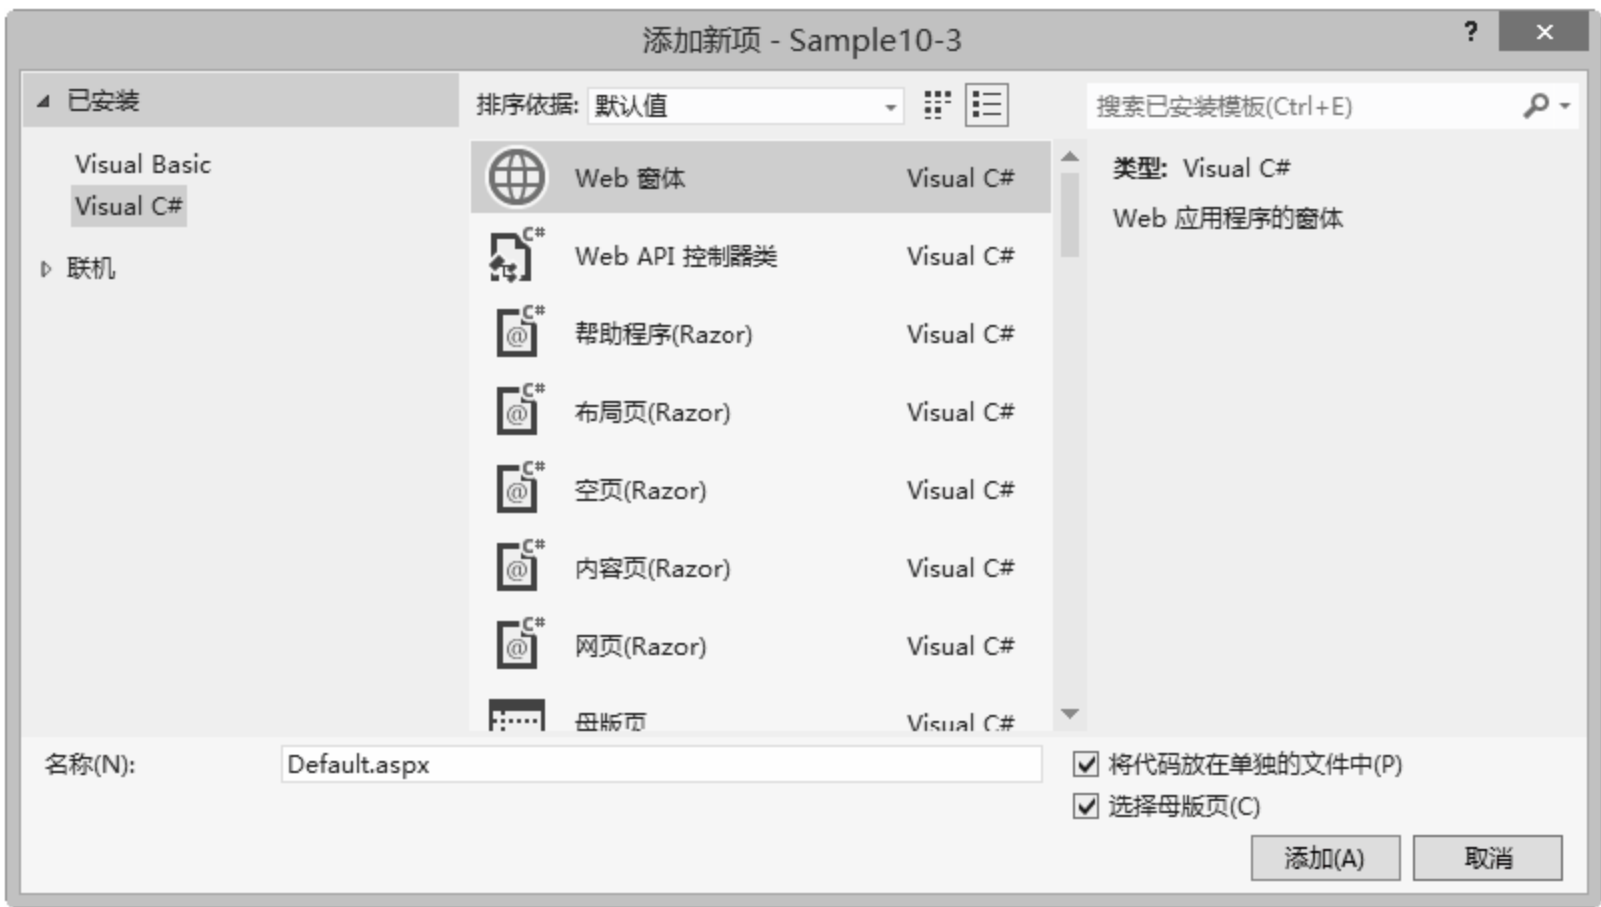 添加新项 - Sample10-3
?
已安装
Visual Basic
Visual C#
联机
排序依据: 默认值
Web 窗体 Visual C#
Web API 控制器类 Visual C#
帮助程序(Razor) Visual C#
布局页(Razor) Visual C#
空页(Razor) Visual C#
内容页(Razor) Visual C#
网页(Razor) Visual C#
母版页 Visual C#
搜索已安装模板(Ctrl+E)
类型: Visual C#
Web 应用程序的窗体
名称(N): Default.aspx
将代码放在单独的文件中(P)
选择母版页(C)
添加(A) 取消